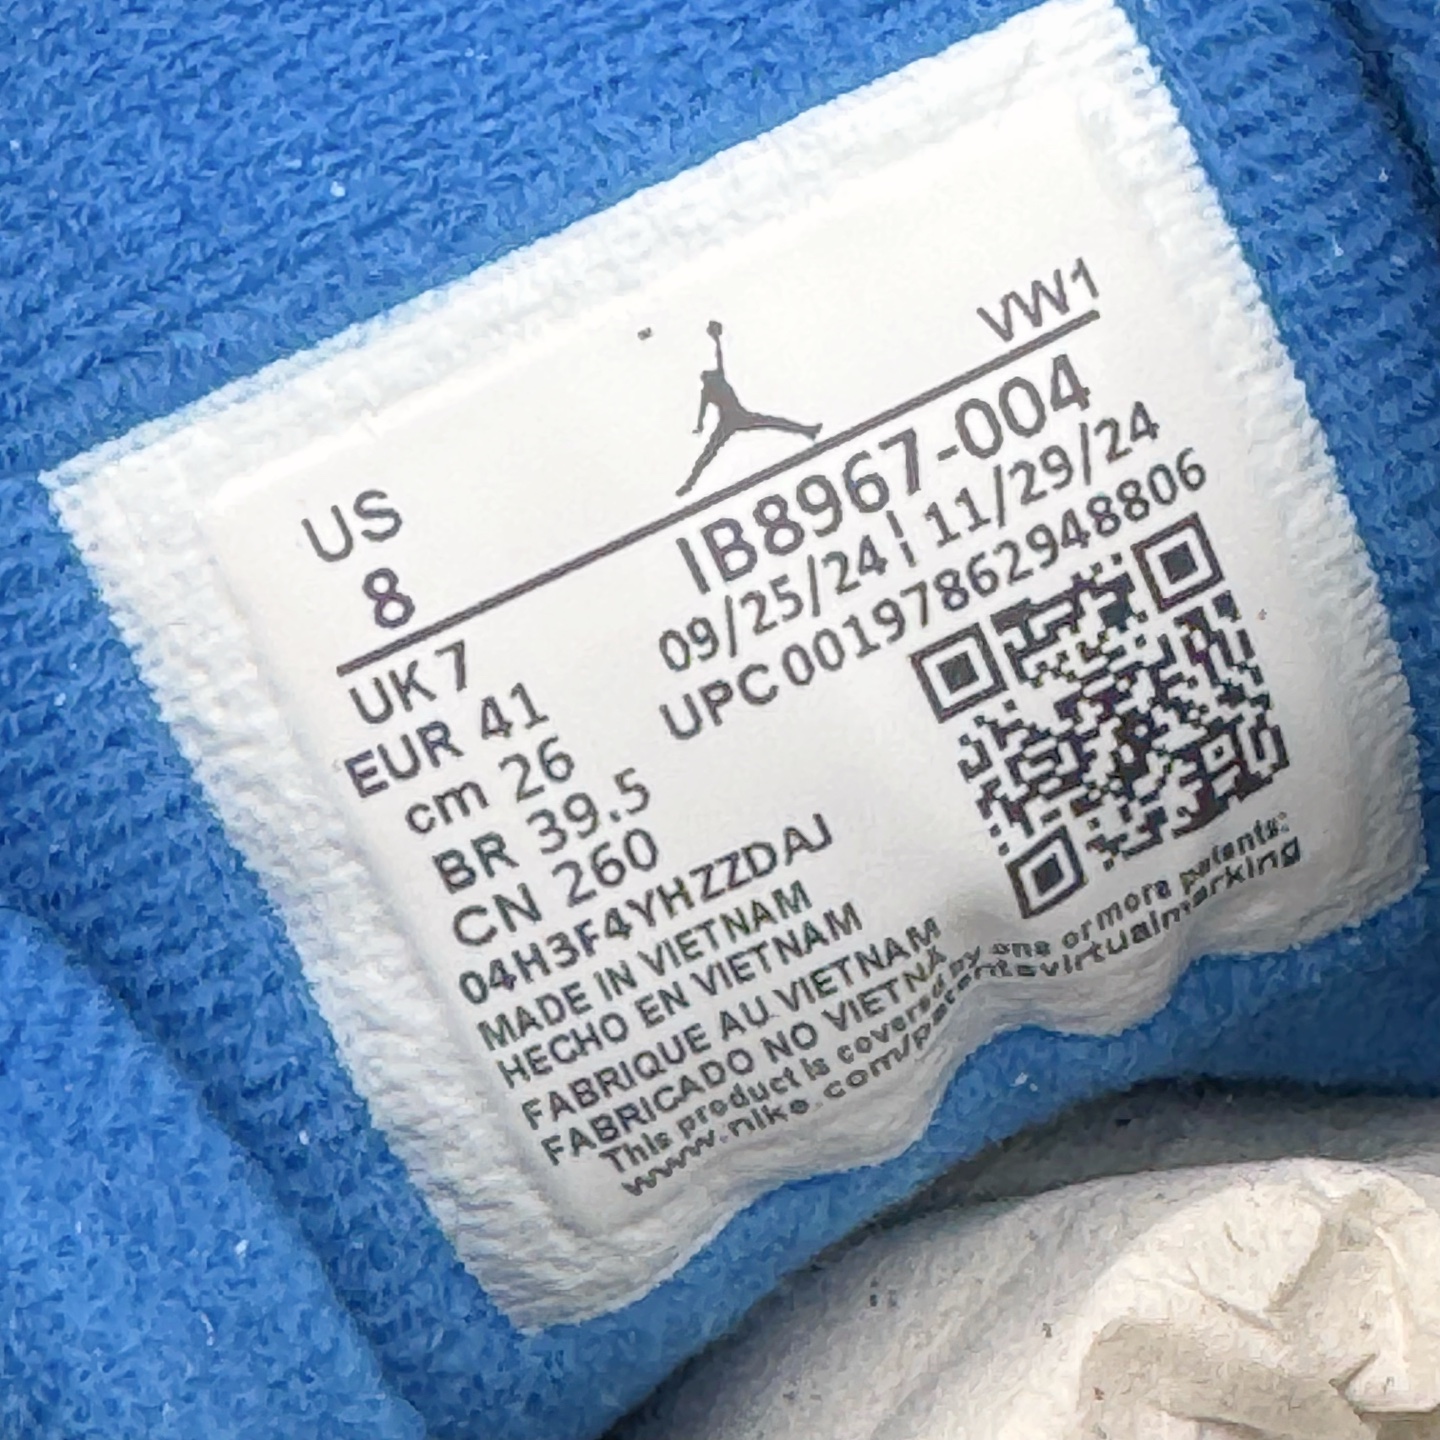 VW1
US
8
IB8967-004
09/25/24 | 11/29/24
UPC 00197862948806
UK 7
EUR 41
cm 26
BR 39.5
CN 260
04H3F4YHZZDAJ
MADE IN VIETNAM
HECHO EN VIETNAM
FABRIQUE AU VIETNAM
FABRICADO NO VIETNÃ
This product is covered by one or more patents:
www.nike.com/patentsvirtualmarking